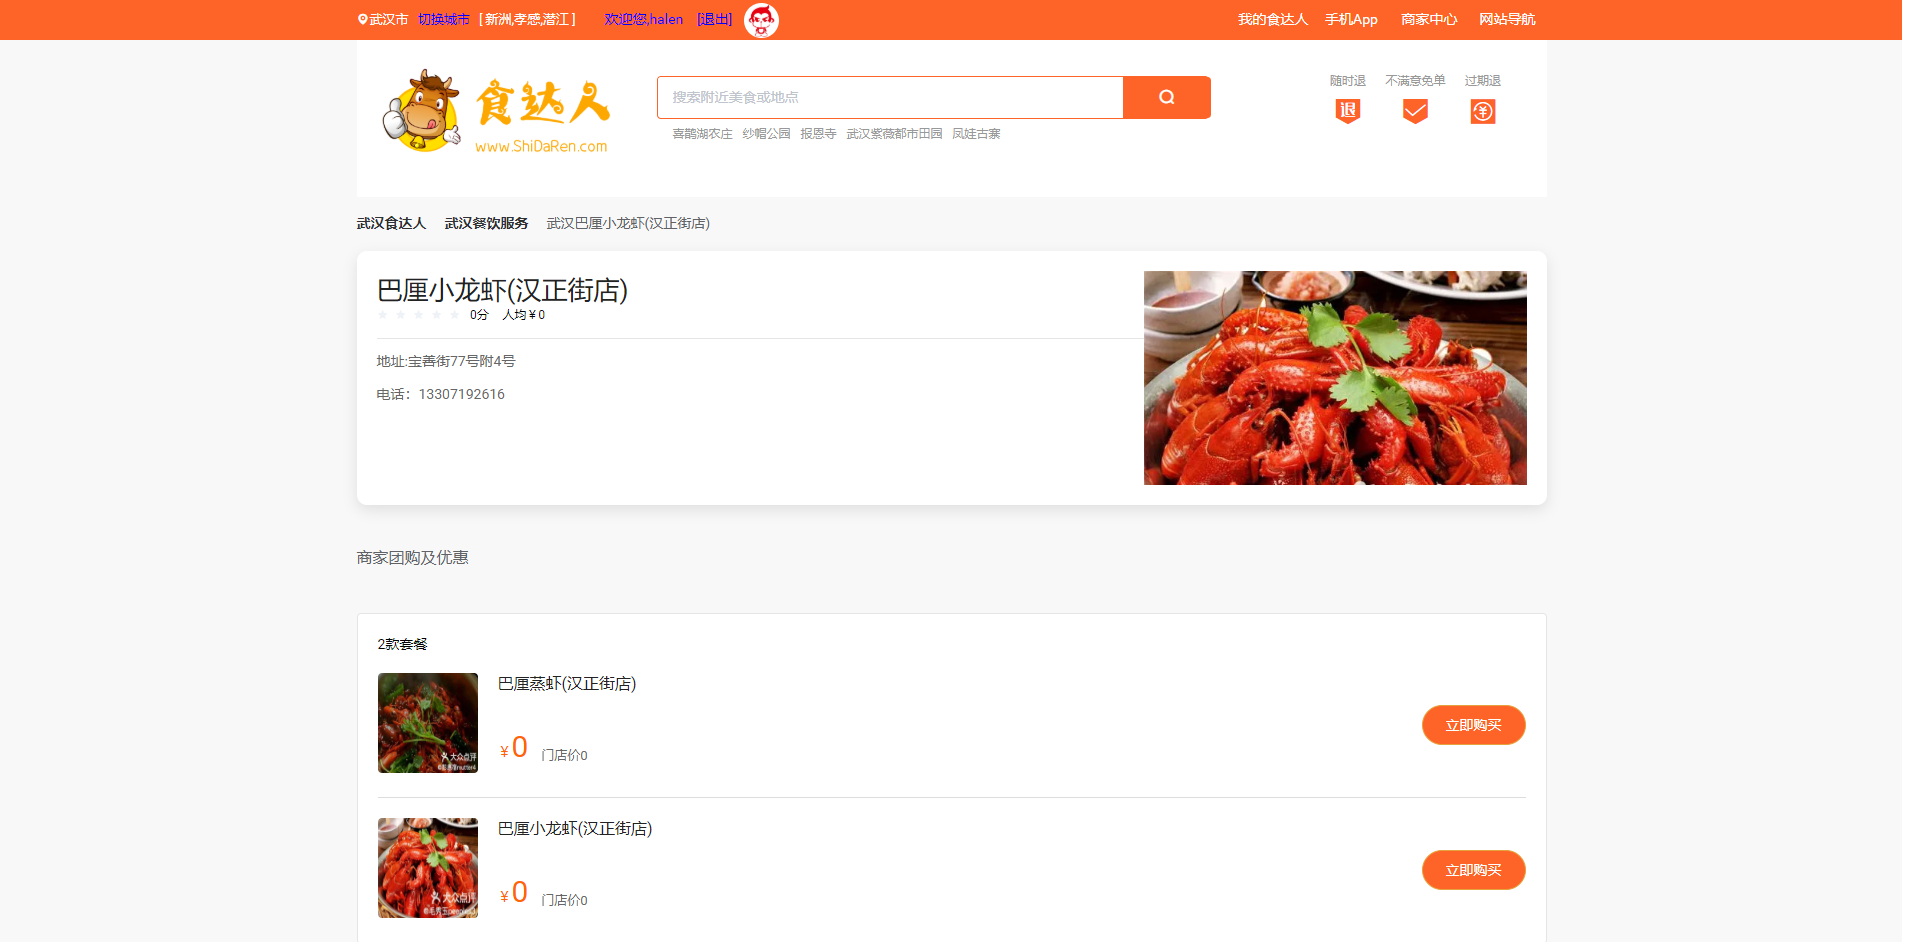 武汉市 切换城市 [ 新洲,孝感,潜江 ] 欢迎您,halen [退出] 我的食达人 手机App 商家中心 网站导航
食达人
www.ShiDaRen.com
搜索附近美食或地点
喜鹊湖农庄 纱帽公园 报恩寺 武汉紫薇都市田园 凤娃古寨
随时退 不满意免单 过期退
退
武汉食达人 武汉餐饮服务 武汉巴厘小龙虾(汉正街店)
巴厘小龙虾(汉正街店)
0分 人均 ¥ 0
地址:宝善街77号附4号
电话：13307192616
商家团购及优惠
2款套餐
巴厘蒸虾(汉正街店)
¥ 0 门店价0
立即购买
大众点评
巴厘小龙虾(汉正街店)
¥ 0 门店价0
立即购买
大众点评